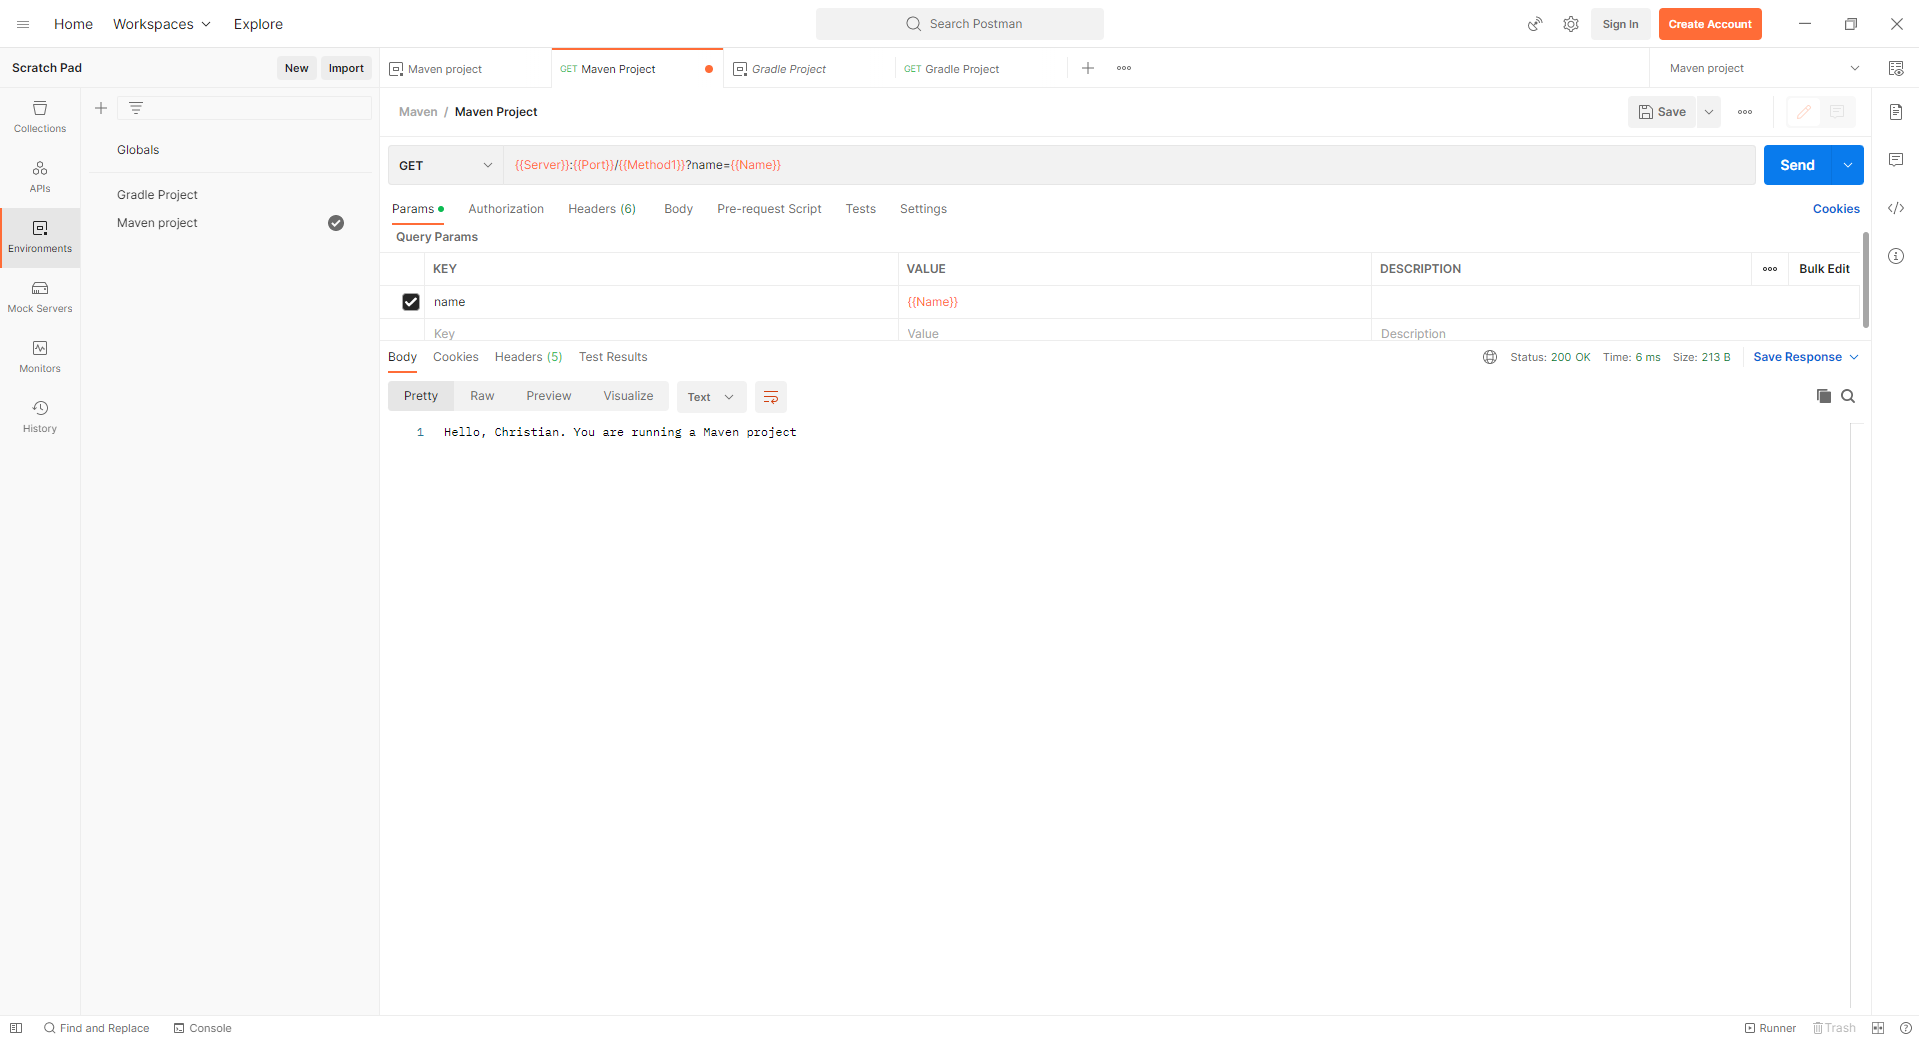 Home Workspaces Explore Search Postman Sign In Create Account
Scratch Pad New Import Maven project GET Maven Project Gradle Project GET Gradle Project Maven project
Collections
APIs
Environments
Mock Servers
Monitors
History
Globals
Gradle Project
Maven project
Maven / Maven Project Save
GET {{Server}}:{{Port}}/{{Method1}}?name={{Name}} Send
Params Authorization Headers (6) Body Pre-request Script Tests Settings Cookies
Query Params
KEY VALUE DESCRIPTION Bulk Edit
name {{Name}}
Key Value Description
Body Cookies Headers (5) Test Results Status: 200 OK Time: 6 ms Size: 213 B Save Response
Pretty Raw Preview Visualize Text
1 Hello, Christian. You are running a Maven project
Find and Replace Console Runner Trash